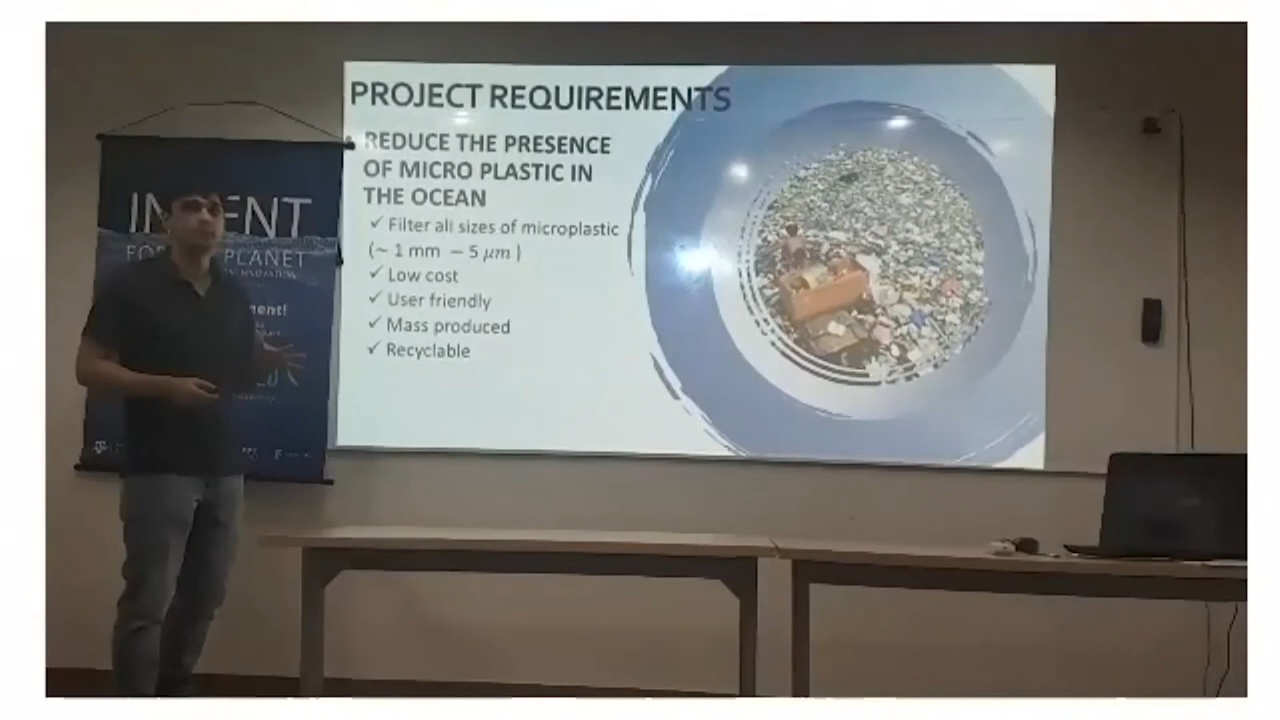 PROJECT REQUIREMENTS
REDUCE THE PRESENCE
OF MICRO PLASTIC IN
THE OCEAN
✓ Filter all sizes of microplastic
(~ 1 mm – 5 μm )
✓ Low cost
✓ User friendly
✓ Mass produced
✓ Recyclable
PLANET